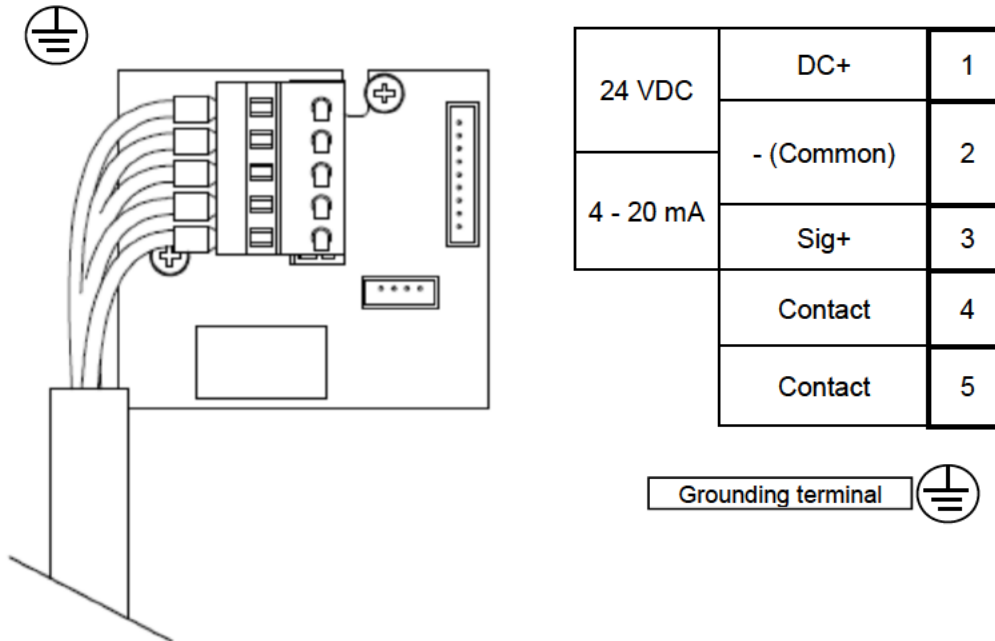 24 VDC
DC+
1
- (Common)
2
4 - 20 mA
Sig+
3
Contact
4
Contact
5
Grounding terminal